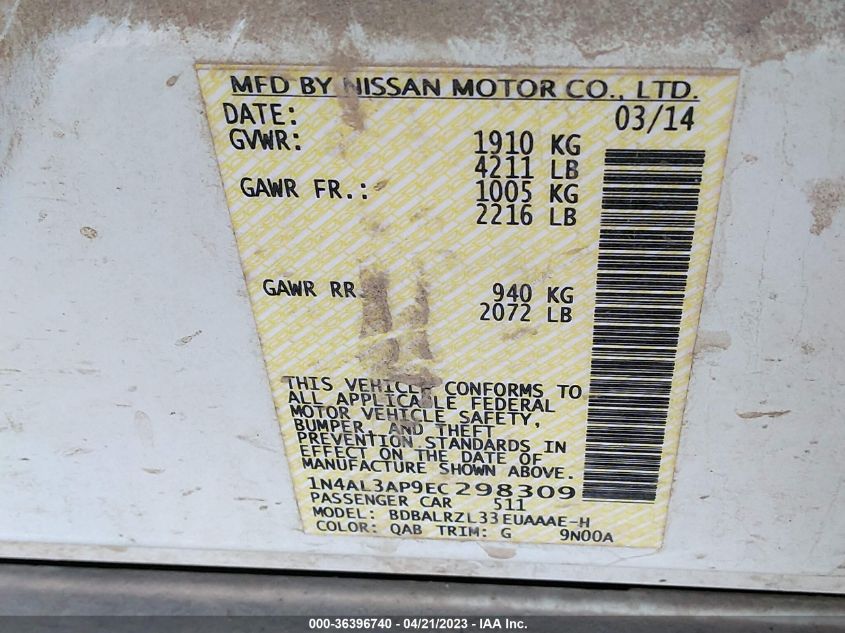 MFD BY NISSAN MOTOR CO., LTD.
DATE: 03/14
GVWR: 1910 KG
4211 LB
GAWR FR.: 1005 KG
2216 LB
GAWR RR 940 KG
2072 LB
THIS VEHICLE CONFORMS TO
ALL APPLICABLE FEDERAL
MOTOR VEHICLE SAFETY,
BUMPER, AND THEFT
PREVENTION STANDARDS IN
EFFECT ON THE DATE OF
MANUFACTURE SHOWN ABOVE.
1N4AL3AP9EC298309
PASSENGER CAR 511
MODEL: BDBALRZL33EUAAAE-H
COLOR: QAB TRIM: G 9N00A
000-36396740 - 04/21/2023 - IAA Inc.